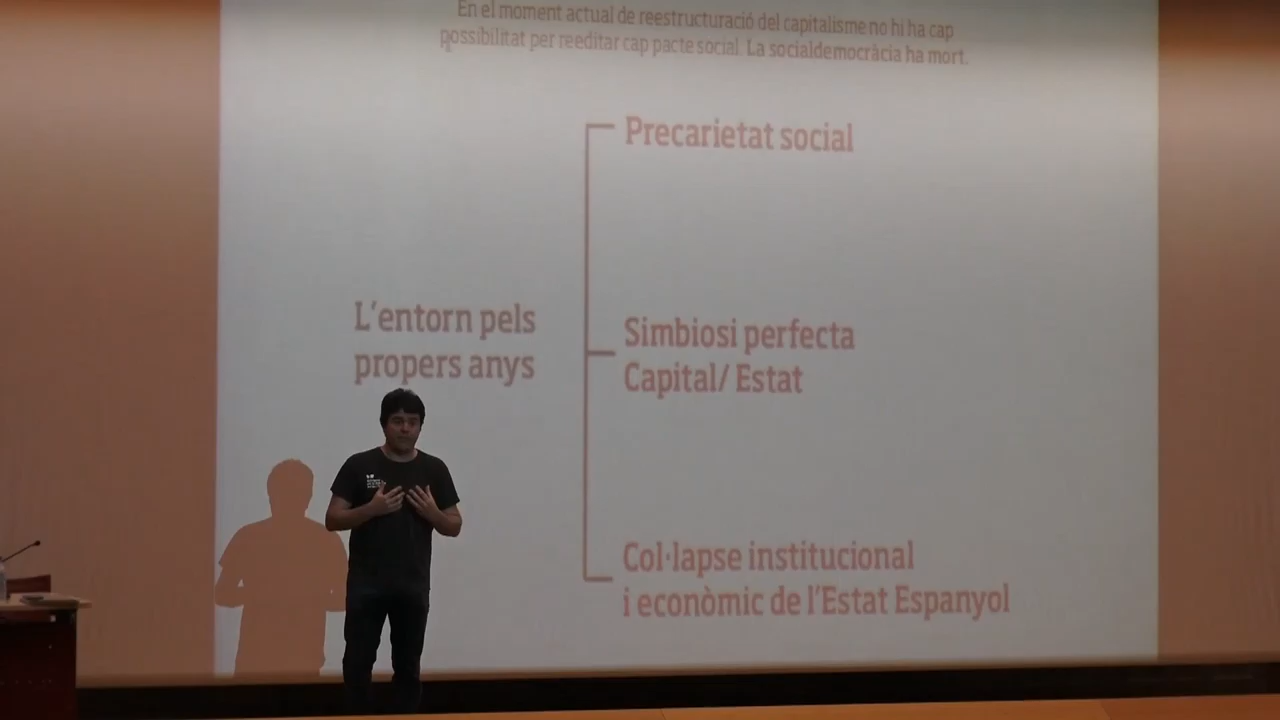 En el moment actual de reestructuració del capitalisme no hi ha cap
possibilitat per reeditar cap pacte social. La socialdemocràcia ha mort.
Precarietat social
L'entorn pels
propers anys
Simbiosi perfecta
Capital/ Estat
Col·lapse institucional
i econòmic de l'Estat Espanyol